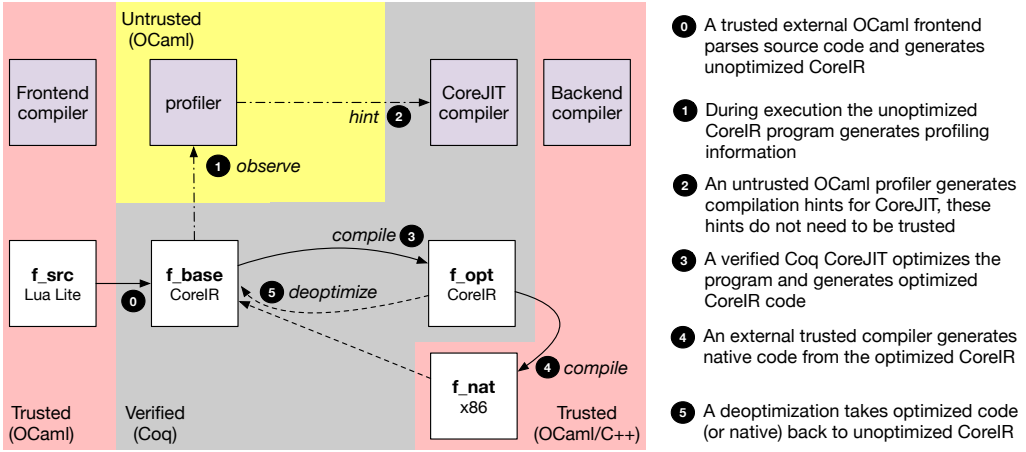 Untrusted
(OCaml)
Frontend
compiler
profiler
hint 2
CoreJIT
compiler
Backend
compiler
1 observe
f_src
Lua Lite
0
f_base
CoreIR
compile 3
5 deoptimize
f_opt
CoreIR
4 compile
f_nat
x86
Trusted
(OCaml)
Verified
(Coq)
Trusted
(OCaml/C++)
0 A trusted external OCaml frontend
parses source code and generates
unoptimized CoreIR
1 During execution the unoptimized
CoreIR program generates profiling
information
2 An untrusted OCaml profiler generates
compilation hints for CoreJIT, these
hints do not need to be trusted
3 A verified Coq CoreJIT optimizes the
program and generates optimized
CoreIR code
4 An external trusted compiler generates
native code from the optimized CoreIR
5 A deoptimization takes optimized code
(or native) back to unoptimized CoreIR